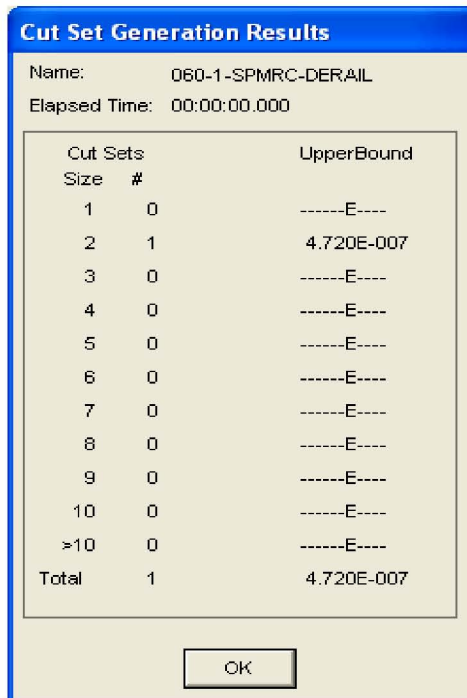 Cut Set Generation Results
Name: 060-1-SPMRC-DERAIL
Elapsed Time: 00:00:00.000
Cut Sets UpperBound
Size #
1 0 ------E----
2 1 4.720E-007
3 0 ------E----
4 0 ------E----
5 0 ------E----
6 0 ------E----
7 0 ------E----
8 0 ------E----
9 0 ------E----
10 0 ------E----
>10 0 ------E----
Total 1 4.720E-007
OK